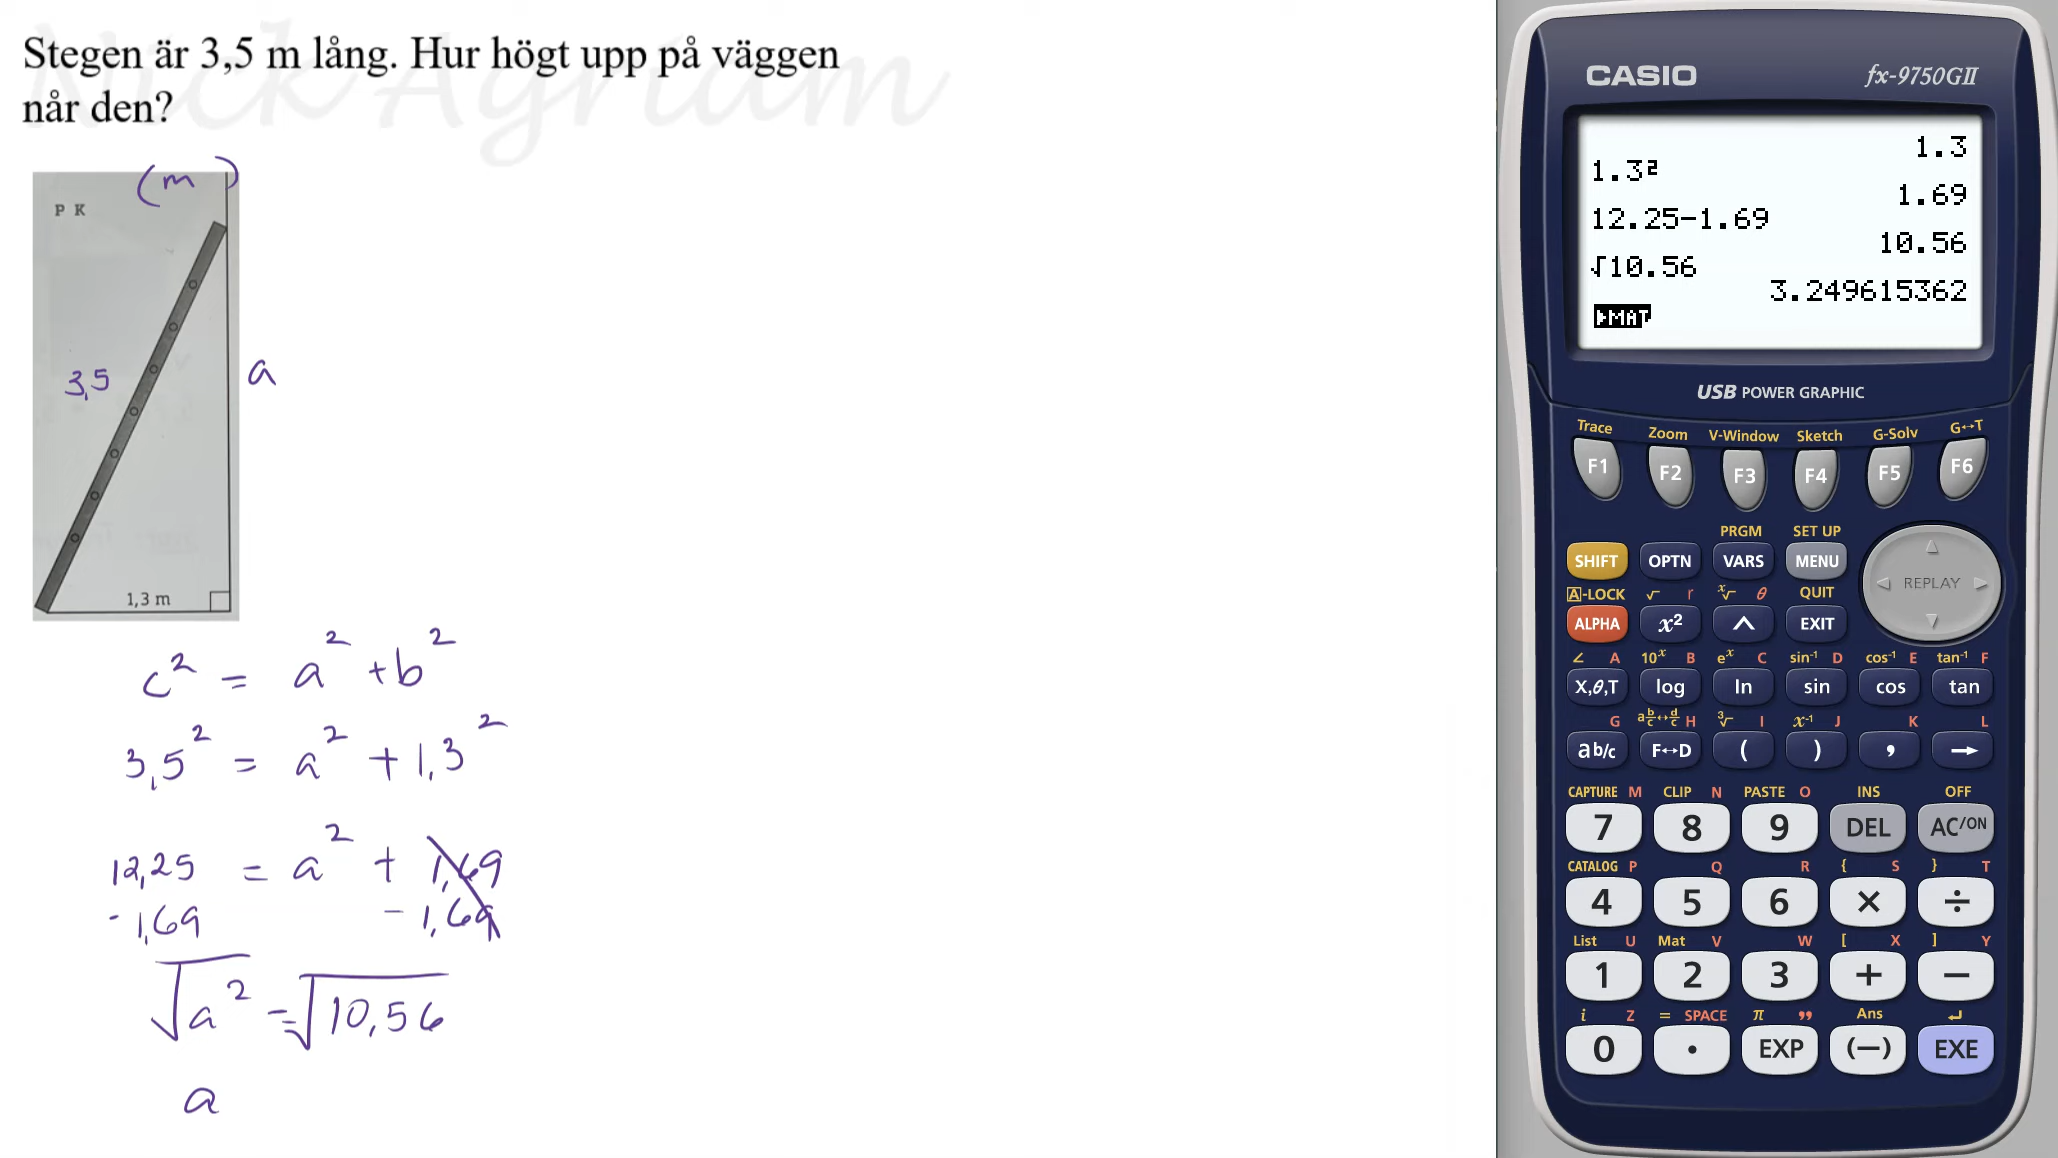 Nick Agriam
Stegen är 3,5 m lång. Hur högt upp på väggen
når den?
(m)
P K
3,5
a
1,3 m
c² = a² + b²
3,5² = a² + 1,3²
12,25 = a² + 1,69
- 1,69 - 1,69
√a² = √10,56
a
CASIO fx-9750GII
1.3
1.3²
1.69
12.25-1.69
10.56
√10.56
3.249615362
▶MAT
USB POWER GRAPHIC
Trace Zoom V-Window Sketch G-Solv G↔T
F1 F2 F3 F4 F5 F6
PRGM SET UP
SHIFT OPTN VARS MENU
REPLAY
A-LOCK √ r ˣ√ θ QUIT
ALPHA x² ^ EXIT
∠ A 10ˣ B eˣ C sin⁻¹ D cos⁻¹ E tan⁻¹ F
X,θ,T log ln sin cos tan
G a b/c↔d/c H ³√ I x⁻¹ J K L
a b/c F↔D ( ) , →
CAPTURE M CLIP N PASTE O INS OFF
7 8 9 DEL AC/ON
CATALOG P Q R { S } T
4 5 6 × ÷
List U Mat V W [ X ] Y
1 2 3 + −
i Z = SPACE π " Ans ↵
0 . EXP (−) EXE